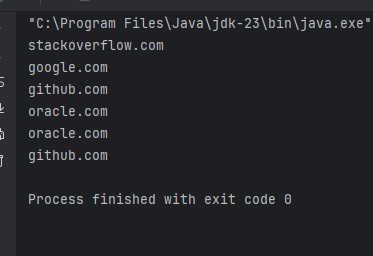 "C:\Program Files\Java\jdk-23\bin\java.exe"
stackoverflow.com
google.com
github.com
oracle.com
oracle.com
github.com
Process finished with exit code 0